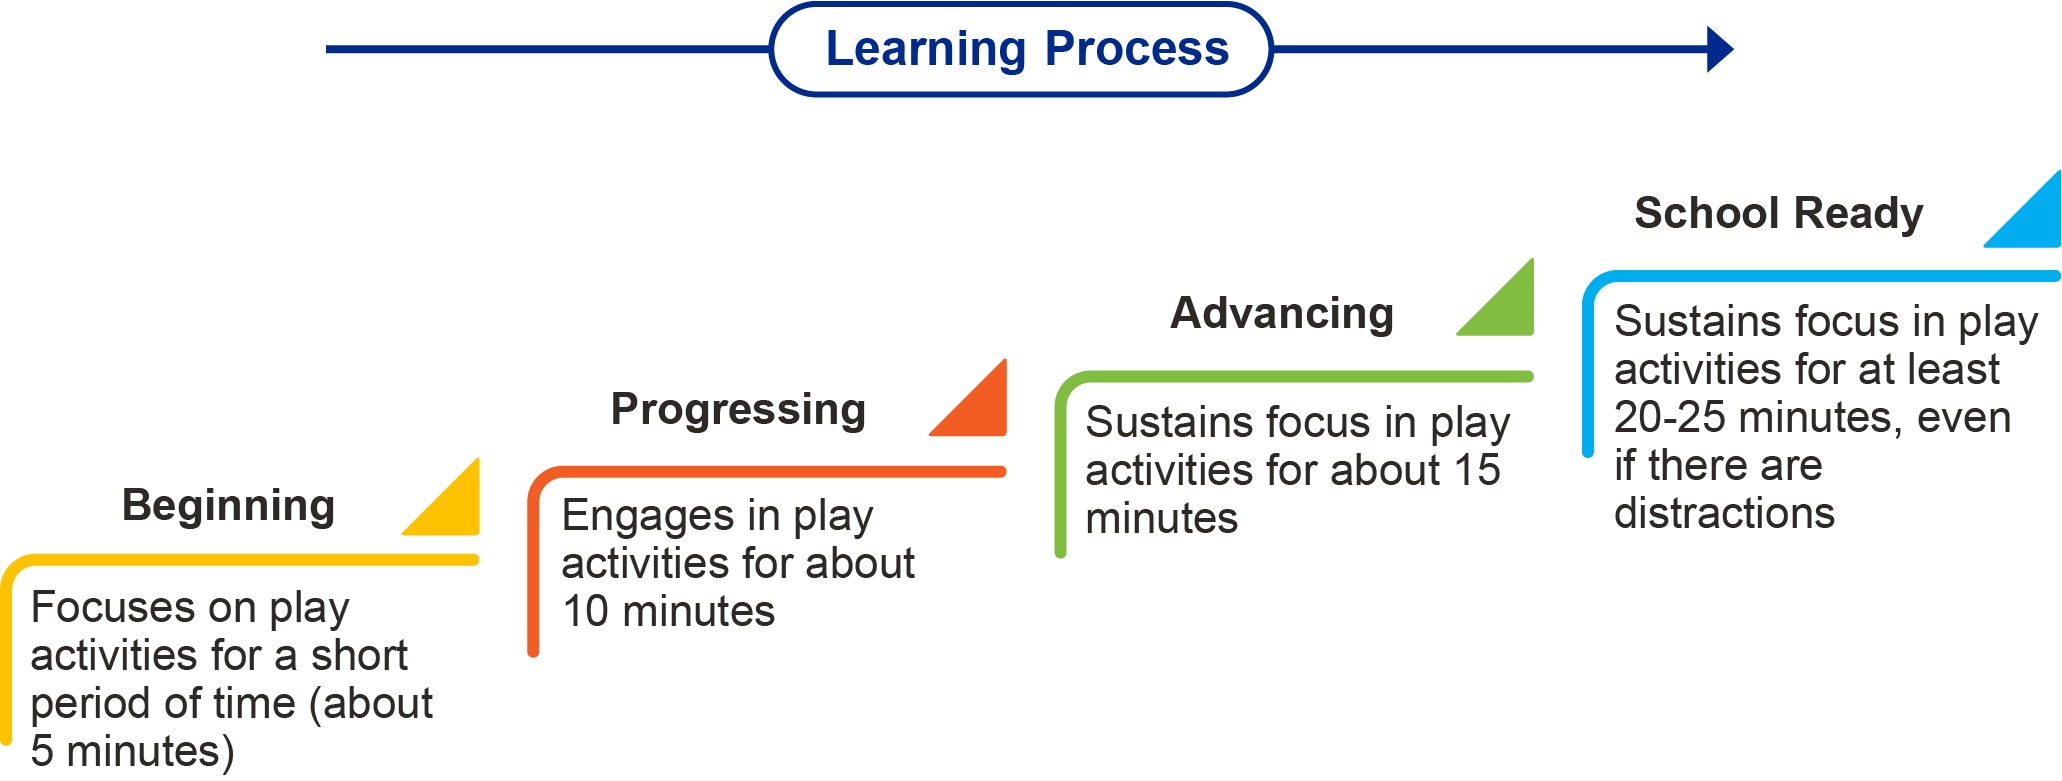 Learning Process
Beginning
Focuses on play
activities for a short
period of time (about
5 minutes)
Progressing
Engages in play
activities for about
10 minutes
Advancing
Sustains focus in play
activities for about 15
minutes
School Ready
Sustains focus in play
activities for at least
20-25 minutes, even
if there are
distractions